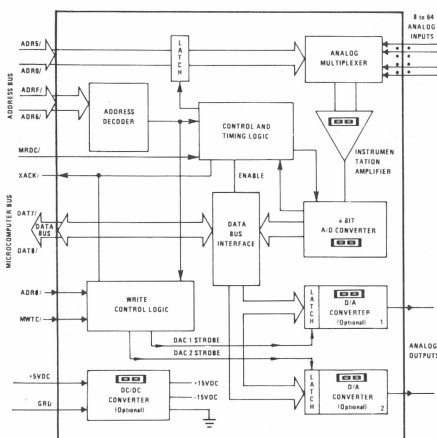 8 to 64
ANALOG
INPUTS
ADR5/
ADR0/
LATCH
ANALOG
MULTIPLEXER
ADDRESS BUS
ADRF/
ADR6/
ADDRESS
DECODER
CONTROL AND
TIMING LOGIC
INSTRUMEN
TATION
AMPLIFIER
MRDC/
XACK/
ENABLE
BIT
A/D CONVERTER
MICROCOMPUTER BUS
DAT7/
DATA
BUS
DAT0/
DATA
BUS
INTERFACE
ADR0/
MWTC/
WRITE
CONTROL LOGIC
LATCH
D/A
CONVERTER
(Optional) 1
DAC 1 STROBE
DAC 2 STROBE
ANALOG
OUTPUTS
+5VDC
GRD
DC/DC
CONVERTER
(Optional)
+15VDC
-15VDC
LATCH
D/A
CONVERTER
(Optional) 2